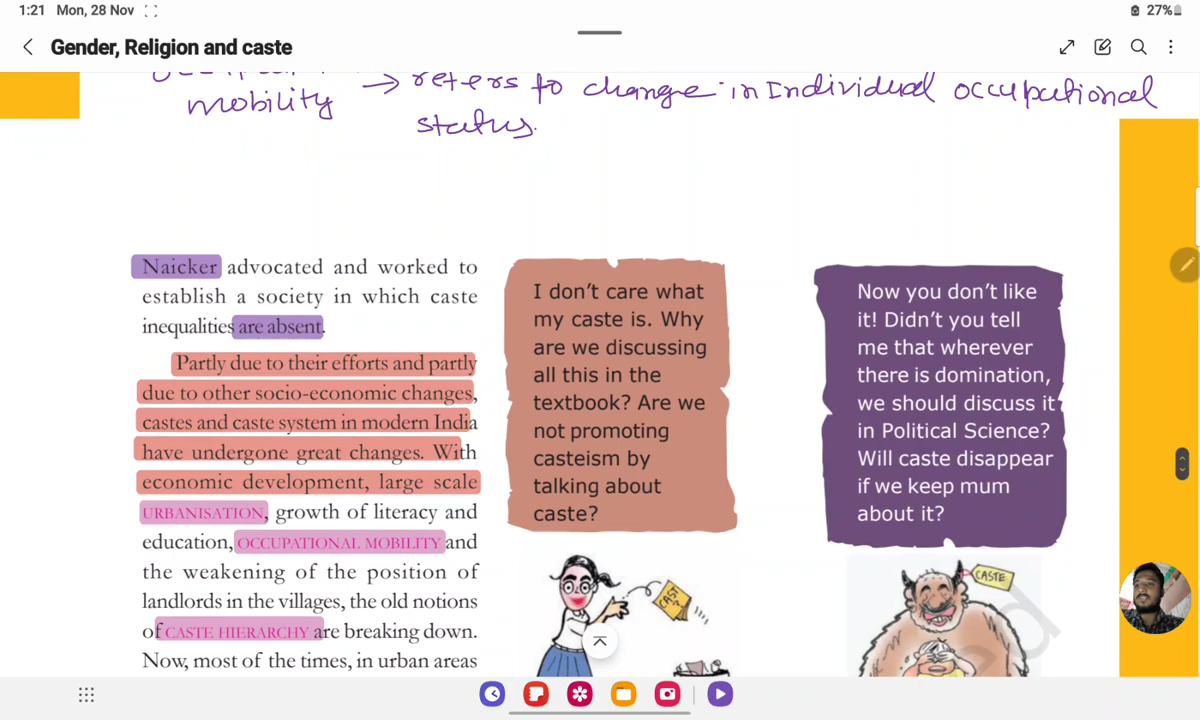 1:21 Mon, 28 Nov
27%
Gender, Religion and caste
mobility → refers to change in Individual occupational
status.
Naicker advocated and worked to
establish a society in which caste
inequalities are absent.
Partly due to their efforts and partly
due to other socio-economic changes,
castes and caste system in modern India
have undergone great changes. With
economic development, large scale
URBANISATION, growth of literacy and
education, OCCUPATIONAL MOBILITY and
the weakening of the position of
landlords in the villages, the old notions
of CASTE HIERARCHY are breaking down.
Now, most of the times, in urban areas
I don't care what
my caste is. Why
are we discussing
all this in the
textbook? Are we
not promoting
casteism by
talking about
caste?
Now you don't like
it! Didn't you tell
me that wherever
there is domination,
we should discuss it
in Political Science?
Will caste disappear
if we keep mum
about it?
CASTE